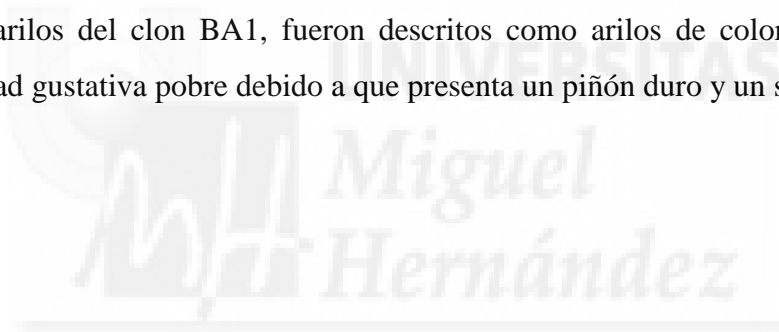 arilos del clon BA1, fueron descritos como arilos de color
ad gustativa pobre debido a que presenta un piñón duro y un s
UNIVERSITAS
Miguel
Hernández